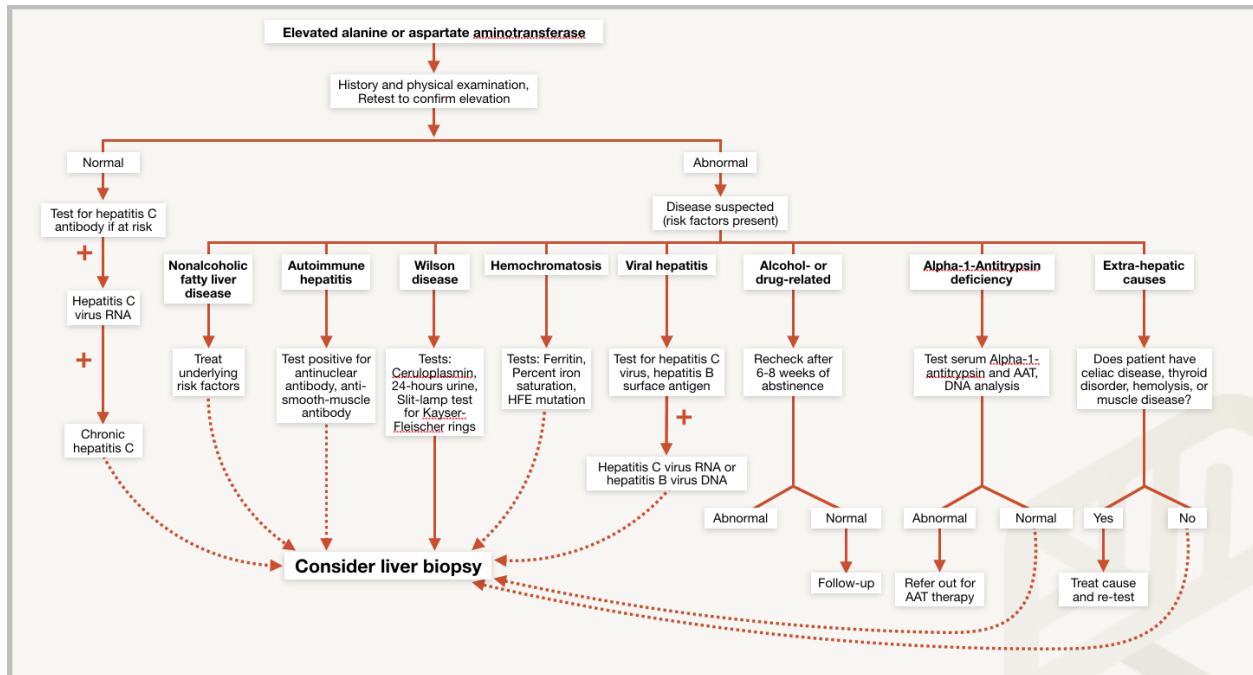 Elevated alanine or aspartate aminotransferase
History and physical examination,
Retest to confirm elevation
Normal
Abnormal
Test for hepatitis C
antibody if at risk
Disease suspected
(risk factors present)
+
Hepatitis C
virus RNA
+
Chronic
hepatitis C
Nonalcoholic
fatty liver
disease
Treat
underlying
risk factors
Autoimmune
hepatitis
Test positive for
antinuclear
antibody, anti-
smooth-muscle
antibody
Wilson
disease
Tests:
Ceruloplasmin,
24-hours urine,
Slit-lamp test
for Kayser-
Fleischer rings
Hemochromatosis
Tests: Ferritin,
Percent iron
saturation,
HFE mutation
Viral hepatitis
Test for hepatitis C
virus, hepatitis B
surface antigen
+
Hepatitis C virus RNA or
hepatitis B virus DNA
Alcohol- or
drug-related
Recheck after
6-8 weeks of
abstinence
Abnormal
Normal
Follow-up
Alpha-1-Antitrypsin
deficiency
Test serum Alpha-1-
antitrypsin and AAT,
DNA analysis
Abnormal
Normal
Refer out for
AAT therapy
Extra-hepatic
causes
Does patient have
celiac disease, thyroid
disorder, hemolysis, or
muscle disease?
Yes
No
Treat cause
and re-test
Consider liver biopsy